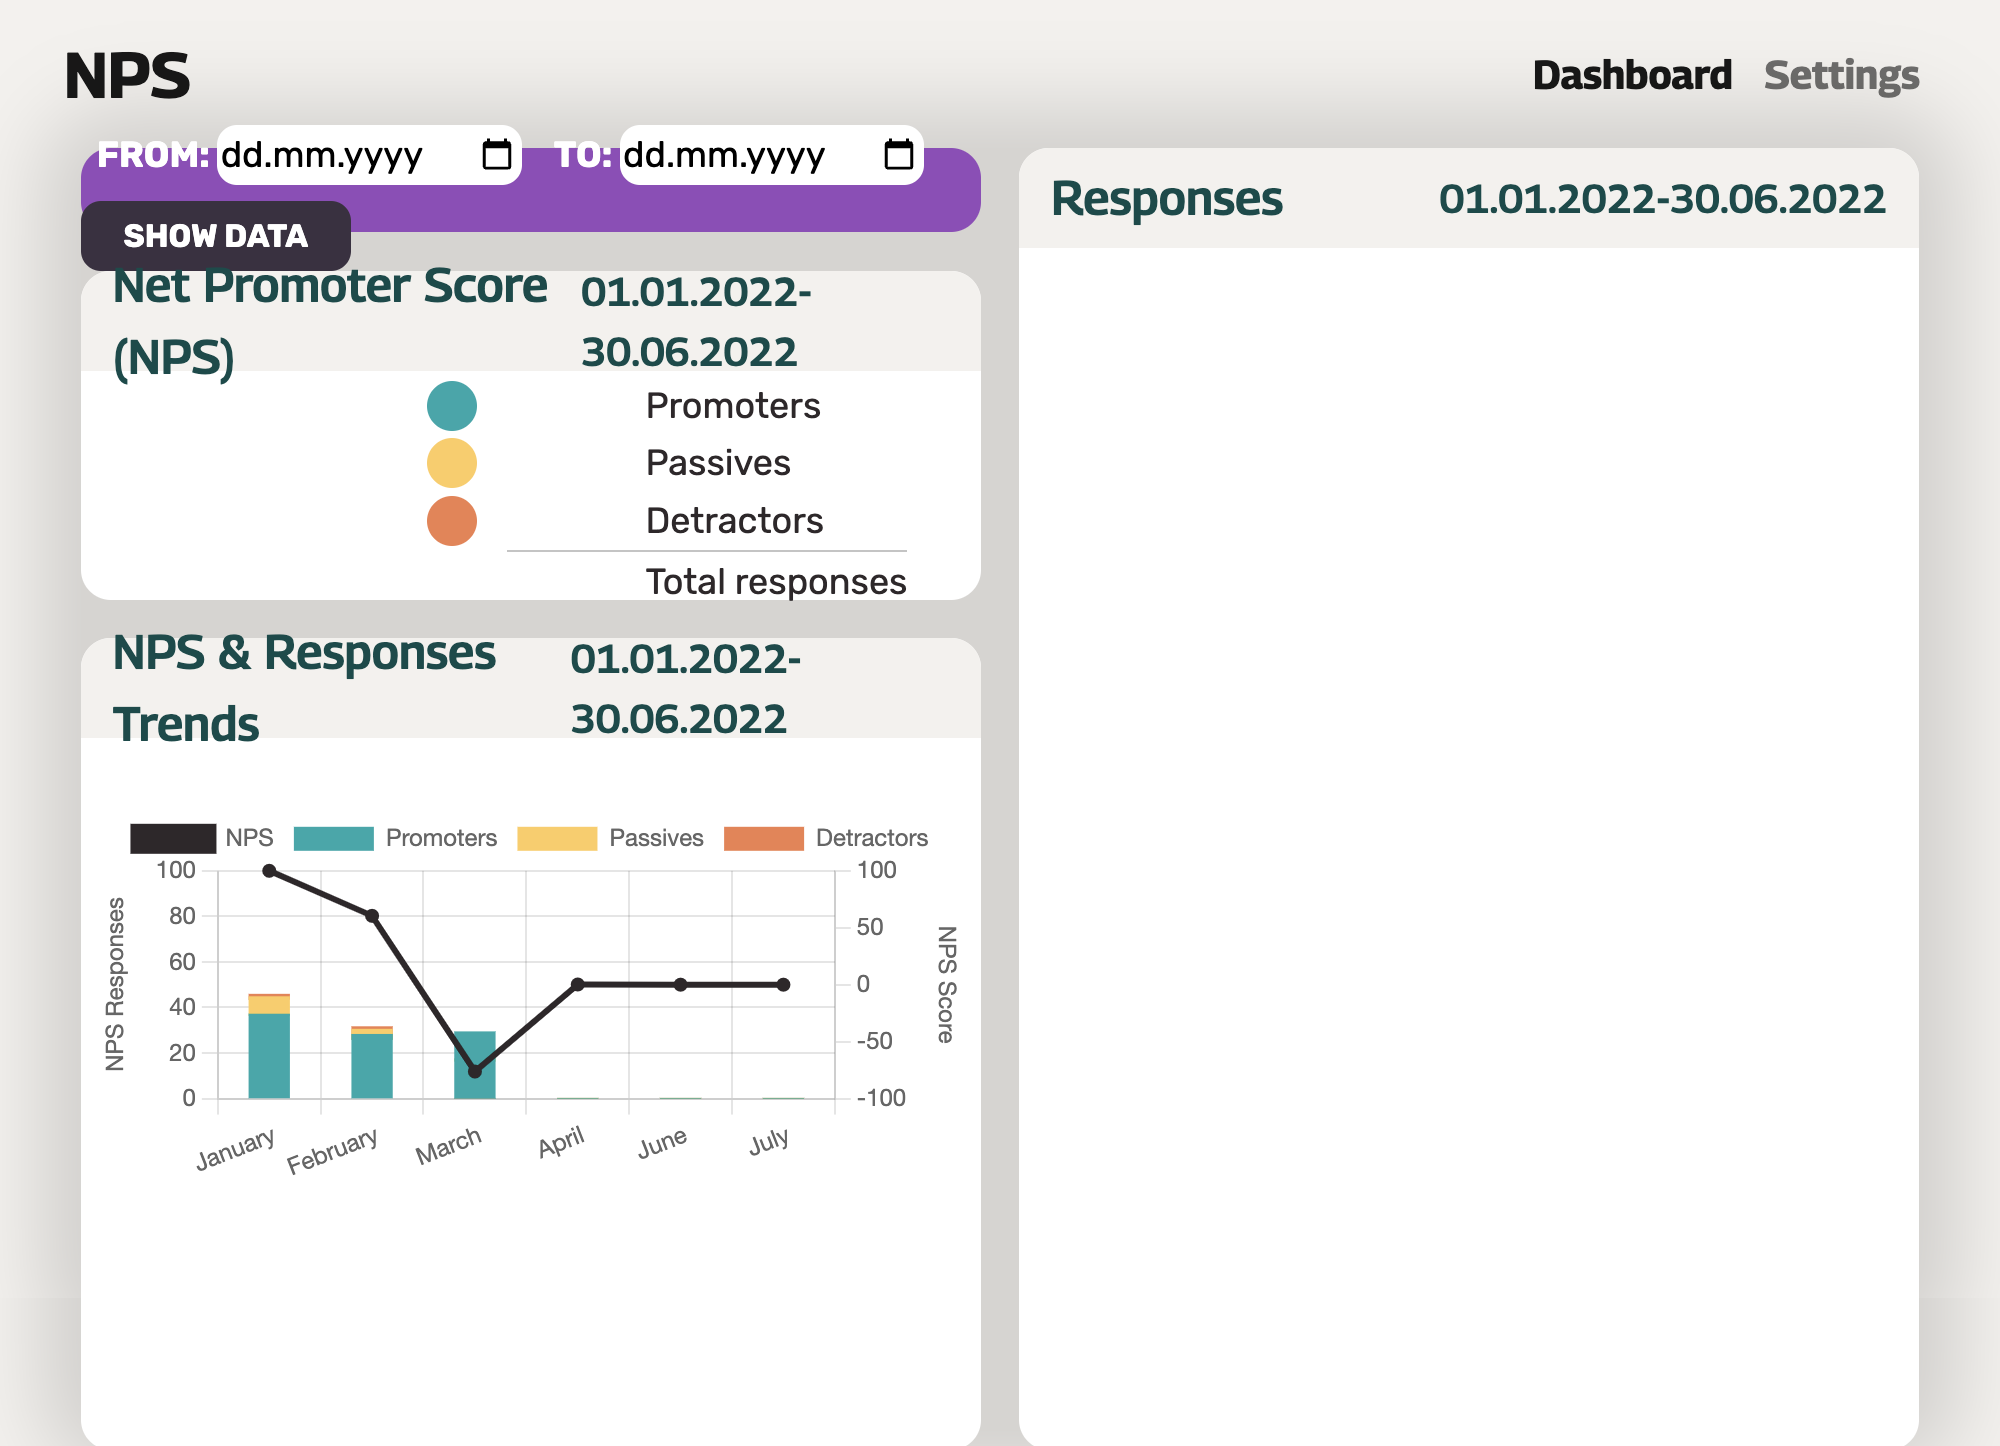 NPS
Dashboard Settings
FROM: dd.mm.yyyy TO: dd.mm.yyyy
SHOW DATA
Net Promoter Score
(NPS)
01.01.2022-
30.06.2022
Promoters
Passives
Detractors
Total responses
NPS & Responses
Trends
01.01.2022-
30.06.2022
NPS Promoters Passives Detractors
NPS Responses
100
80
60
40
20
0
100
50
0
-50
-100
NPS Score
January February March April June July
Responses 01.01.2022-30.06.2022